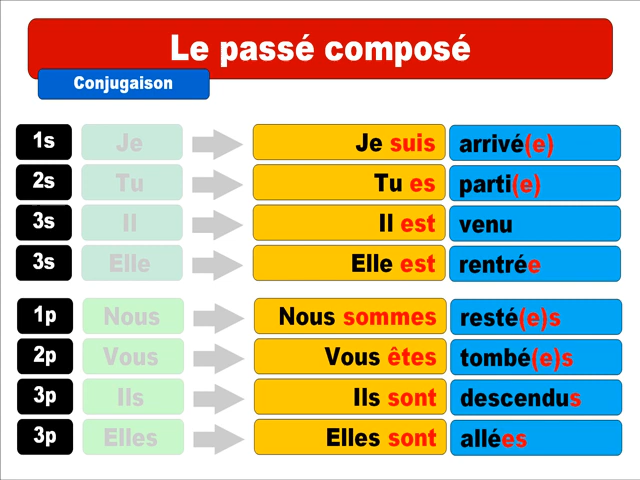 Le passé composé
Conjugaison
1s Je Je suis arrivé(e)
2s Tu Tu es parti(e)
3s Il Il est venu
3s Elle Elle est rentrée
1p Nous Nous sommes resté(e)s
2p Vous Vous êtes tombé(e)s
3p Ils Ils sont descendus
3p Elles Elles sont allées